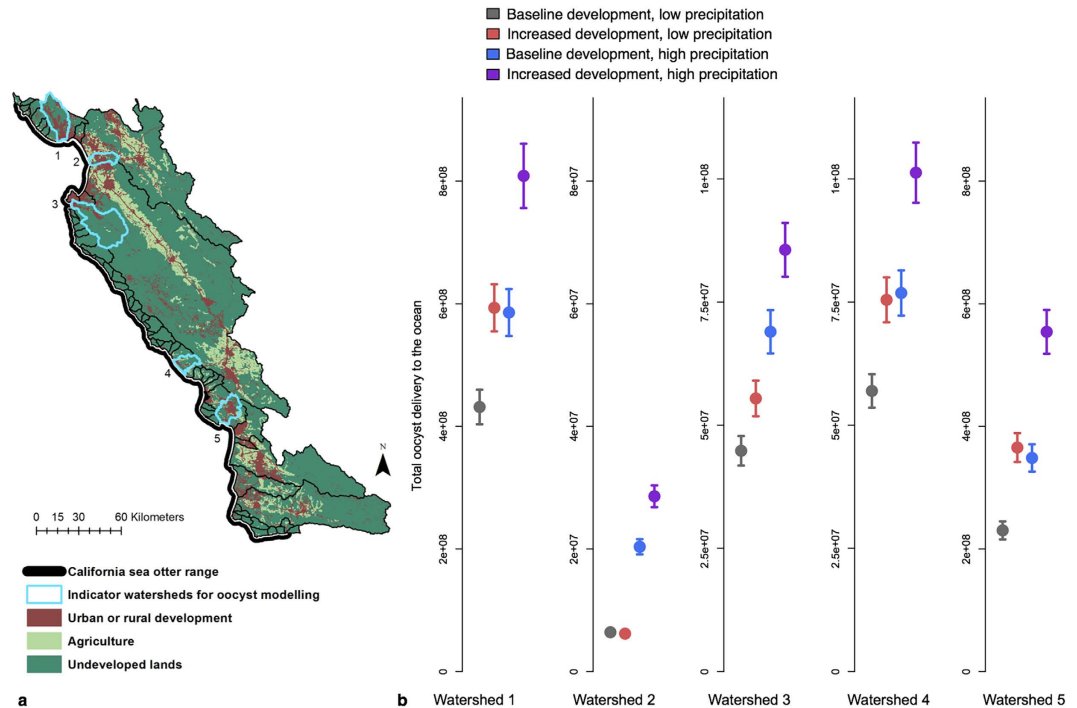 Baseline development, low precipitation
Increased development, low precipitation
Baseline development, high precipitation
Increased development, high precipitation
1
2
3
4
5
N
0 15 30 60 Kilometers
California sea otter range
Indicator watersheds for oocyst modelling
Urban or rural development
Agriculture
Undeveloped lands
a
Total oocyst delivery to the ocean
8e+08
6e+08
4e+08
2e+08
0
8e+07
6e+07
4e+07
2e+07
0
1e+08
7.5e+07
5e+07
2.5e+07
0
1e+08
7.5e+07
5e+07
2.5e+07
0
8e+08
6e+08
4e+08
2e+08
0
b
Watershed 1
Watershed 2
Watershed 3
Watershed 4
Watershed 5